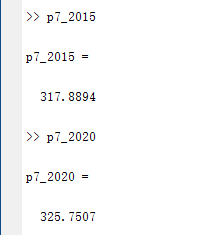 >> p7_2015
p7_2015 =
317.8894
>> p7_2020
p7_2020 =
325.7507